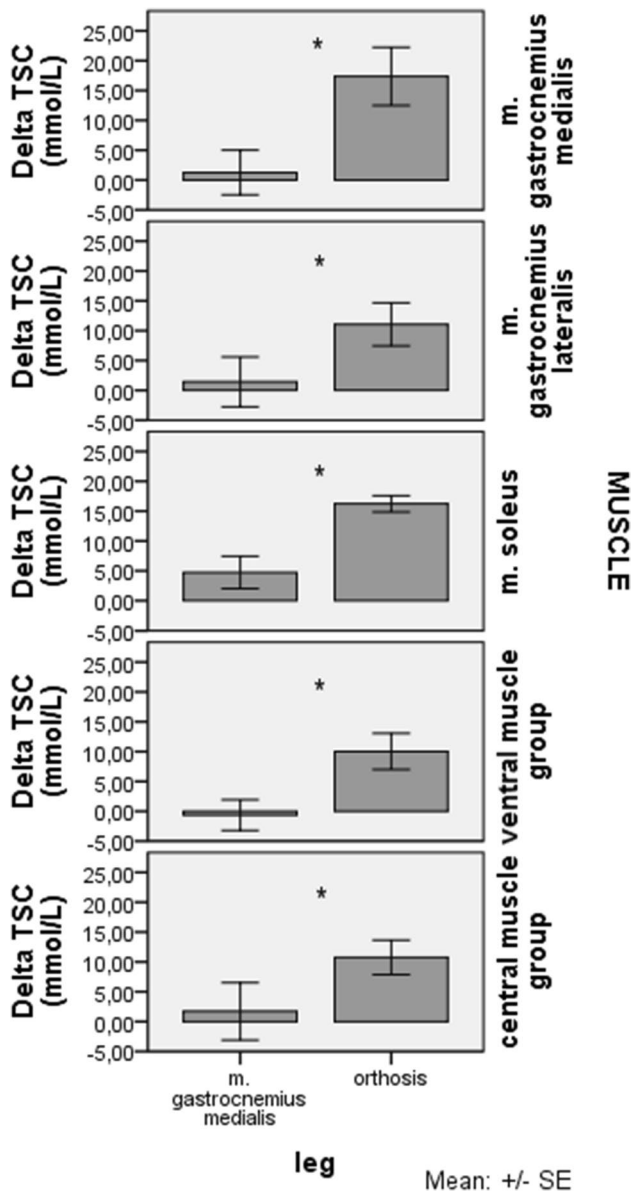 Delta TSC
(mmol/L)
25,00
20,00
15,00
10,00
5,00
0,00
-5,00
*
m.
gastrocnemius
medialis
Delta TSC
(mmol/L)
25,00
20,00
15,00
10,00
5,00
0,00
-5,00
*
m.
gastrocnemius
lateralis
Delta TSC
(mmol/L)
25,00
20,00
15,00
10,00
5,00
0,00
-5,00
*
m. soleus
MUSCLE
Delta TSC
(mmol/L)
25,00
20,00
15,00
10,00
5,00
0,00
-5,00
*
ventral muscle
group
Delta TSC
(mmol/L)
25,00
20,00
15,00
10,00
5,00
0,00
-5,00
*
central muscle
group
m.
gastrocnemius
medialis
orthosis
leg
Mean: +/- SE